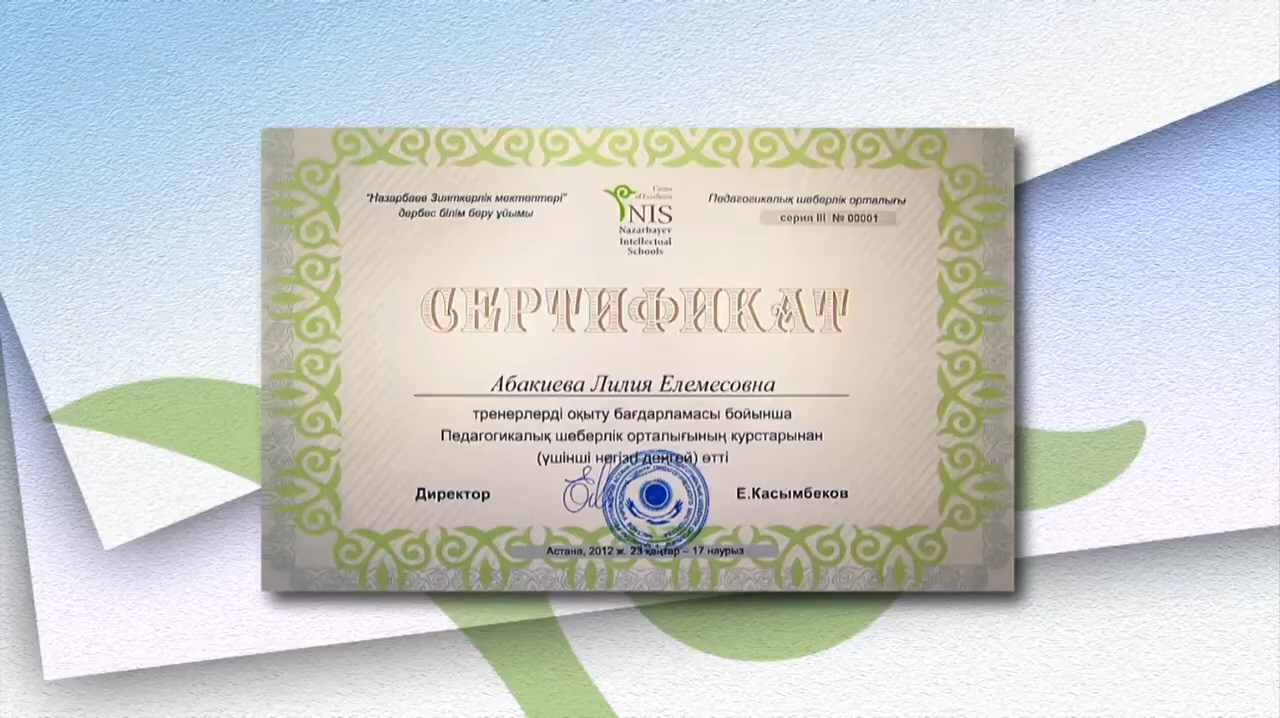 "Назарбаев Зияткерлік мектептері"
дербес білім беру ұйымы
Center
of Excellence
NIS
Nazarbayev
Intellectual
Schools
Педагогикалық шеберлік орталығы
серия III № 00001
СЕРТИФИКАТ
Абакиева Лилия Елемесовна
тренерлерді оқыту бағдарламасы бойынша
Педагогикалық шеберлік орталығының курстарынан
(үшінші негізгі деңгей) өтті
Директор
Е.Касымбеков
Астана, 2012 ж. 23 қаңтар – 17 наурыз